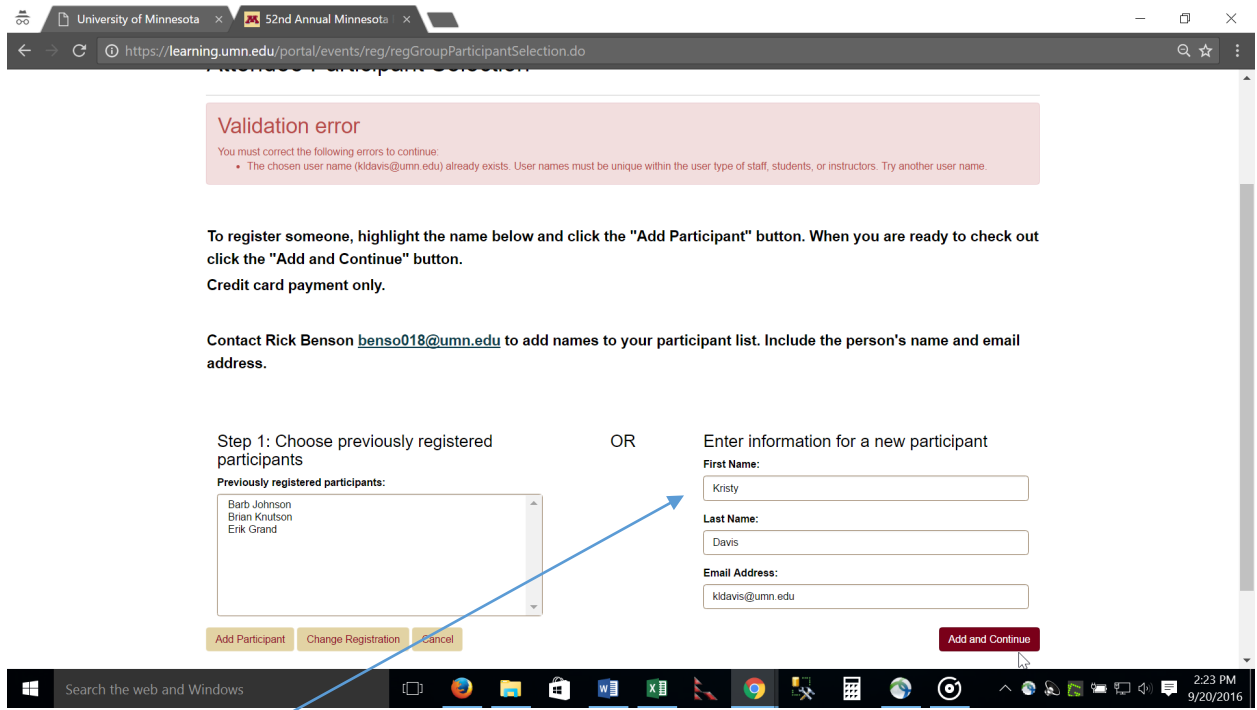 University of Minnesota
52nd Annual Minnesota
https://learning.umn.edu/portal/events/reg/regGroupParticipantSelection.do
Attendee Participant Selection
Validation error
You must correct the following errors to continue:
• The chosen user name (kldavis@umn.edu) already exists. User names must be unique within the user type of staff, students, or instructors. Try another user name.
To register someone, highlight the name below and click the "Add Participant" button. When you are ready to check out
click the "Add and Continue" button.
Credit card payment only.
Contact Rick Benson benso018@umn.edu to add names to your participant list. Include the person's name and email
address.
Step 1: Choose previously registered
participants
Previously registered participants:
Barb Johnson
Brian Knutson
Erik Grand
Add Participant
Change Registration
Cancel
OR
Enter information for a new participant
First Name:
Kristy
Last Name:
Davis
Email Address:
kldavis@umn.edu
Add and Continue
Search the web and Windows
2:23 PM
9/20/2016